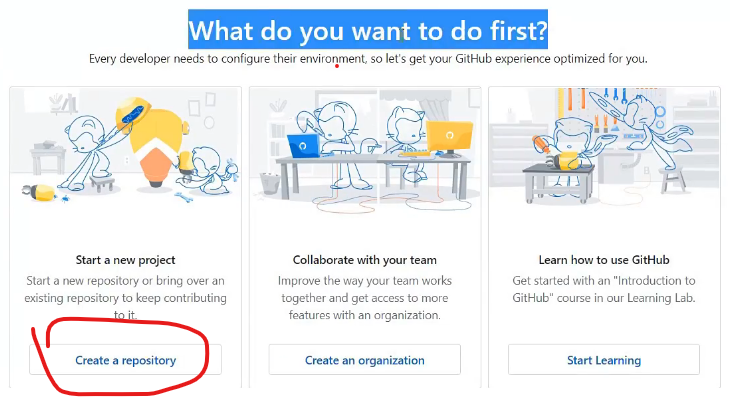 What do you want to do first?
Every developer needs to configure their environment, so let's get your GitHub experience optimized for you.
Start a new project
Start a new repository or bring over an
existing repository to keep contributing
to it.
Create a repository
Collaborate with your team
Improve the way your team works
together and get access to more
features with an organization.
Create an organization
Learn how to use GitHub
Get started with an "Introduction to
GitHub" course in our Learning Lab.
Start Learning